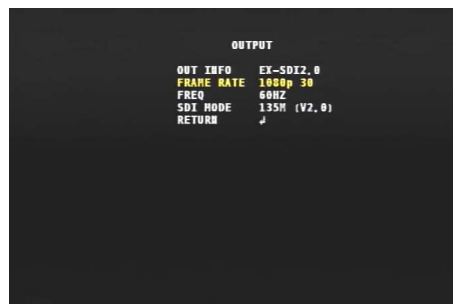 OUTPUT
OUT INFO EX-SDI2.0
FRAME RATE 1080p 30
FREQ 60HZ
SDI MODE 135M (V2.0)
RETURN ↲